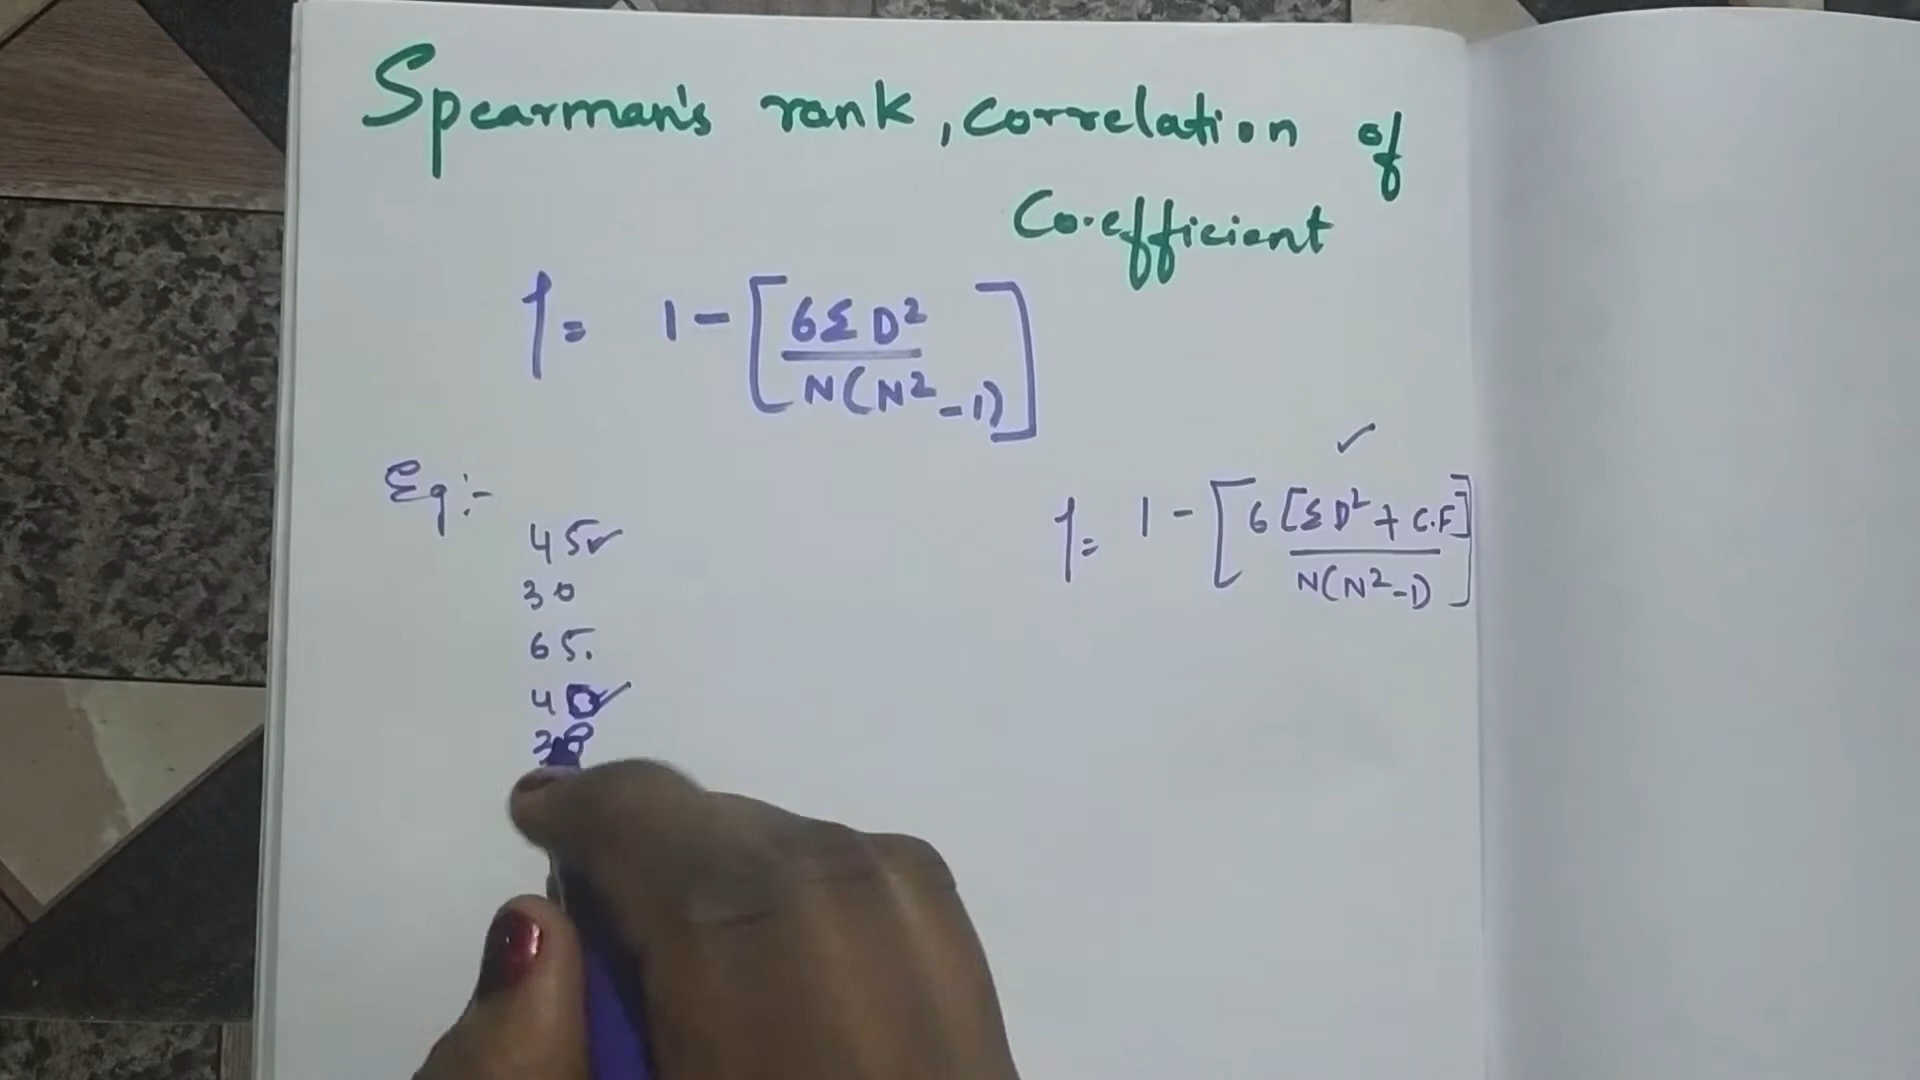 Spearman's rank, correlation of
Co.efficient
ρ = 1 - [6ΣD² / N(N²-1)]
Eg:-
ρ = 1 - [6[ΣD² + C.F] / N(N²-1)]
45✓
30
65.
40✓